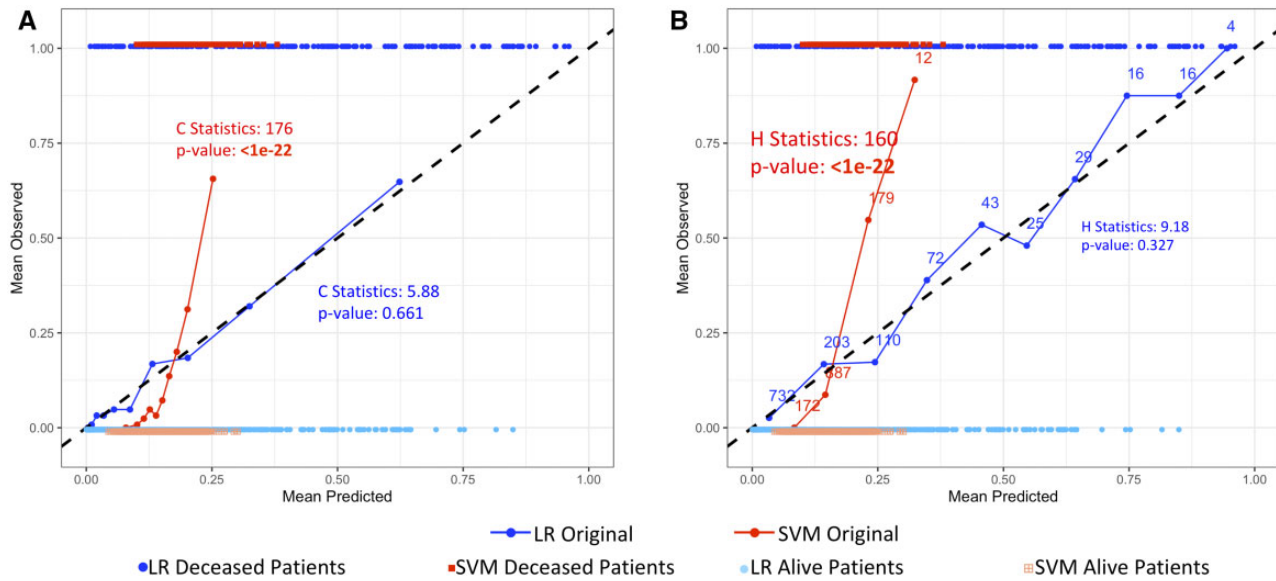 A
1.00
0.75
0.50
0.25
0.00
Mean Observed
C Statistics: 176
p-value: <1e-22
C Statistics: 5.88
p-value: 0.661
0.00 0.25 0.50 0.75 1.00
Mean Predicted
B
1.00
0.75
0.50
0.25
0.00
Mean Observed
4
12
16 16
H Statistics: 160
p-value: <1e-22
29
179
43
25
H Statistics: 9.18
p-value: 0.327
72
203 110
887
732
172
0.00 0.25 0.50 0.75 1.00
Mean Predicted
LR Original SVM Original
LR Deceased Patients SVM Deceased Patients LR Alive Patients SVM Alive Patients